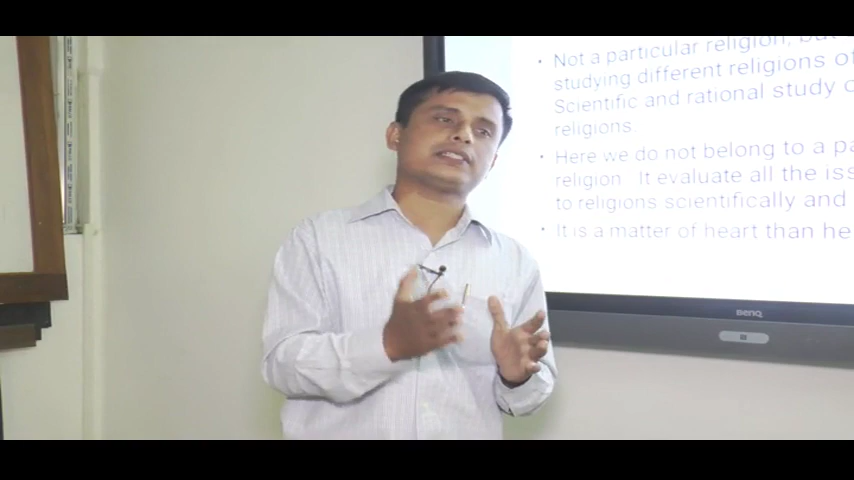 • Not a particular religion, but
studying different religions of
Scientific and rational study o
religions.
• Here we do not belong to a pa
religion. It evaluate all the iss
to religions scientifically and
• It is a matter of heart than he
BenQ